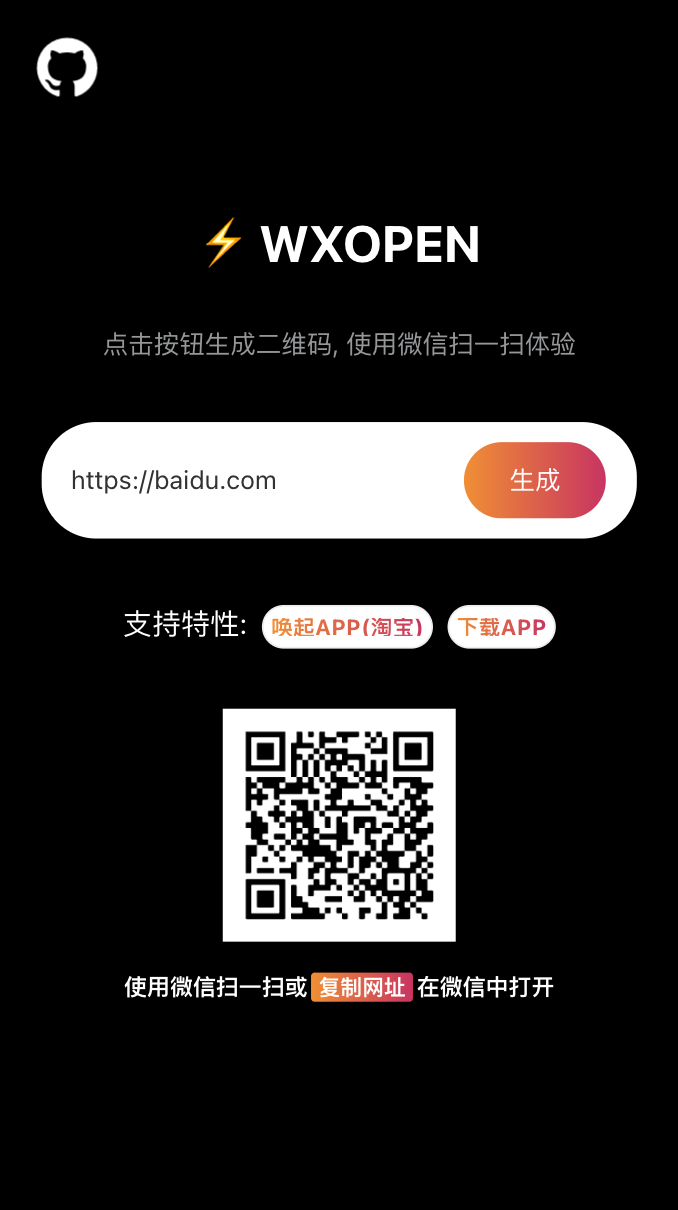 ⚡ WXOPEN
点击按钮生成二维码, 使用微信扫一扫体验
https://baidu.com 生成
支持特性: 唤起APP(淘宝) 下载APP
使用微信扫一扫或 复制网址 在微信中打开